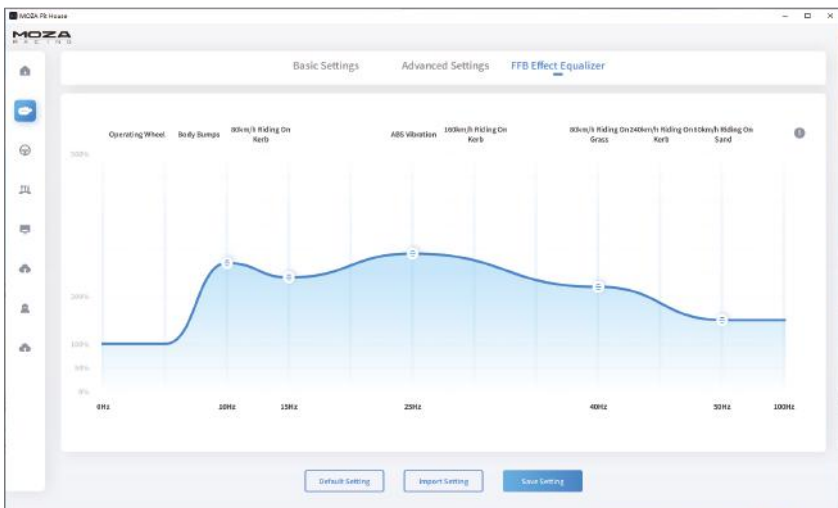 MOZA Pit House
MOZA
RACING
Basic Settings Advanced Settings FFB Effect Equalizer
Operating Wheel Body Bumps 80km/h Riding On Kerb ABS Vibration 160km/h Riding On Kerb 80km/h Riding On Grass 240km/h Riding On Kerb 60km/h Riding On Sand
500%
200%
100%
50%
0%
0Hz 10Hz 15Hz 25Hz 40Hz 50Hz 100Hz
Default Setting Import Setting Save Setting